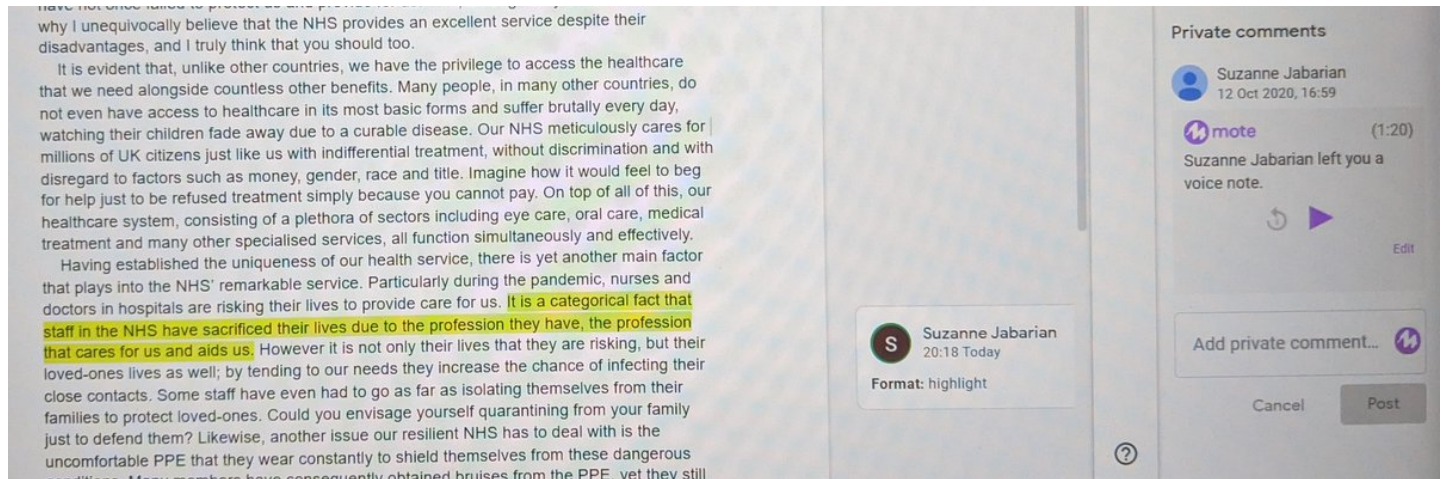 why I unequivocally believe that the NHS provides an excellent service despite their
disadvantages, and I truly think that you should too.
It is evident that, unlike other countries, we have the privilege to access the healthcare
that we need alongside countless other benefits. Many people, in many other countries, do
not even have access to healthcare in its most basic forms and suffer brutally every day,
watching their children fade away due to a curable disease. Our NHS meticulously cares for
millions of UK citizens just like us with indifferential treatment, without discrimination and with
disregard to factors such as money, gender, race and title. Imagine how it would feel to beg
for help just to be refused treatment simply because you cannot pay. On top of all of this, our
healthcare system, consisting of a plethora of sectors including eye care, oral care, medical
treatment and many other specialised services, all function simultaneously and effectively.
Having established the uniqueness of our health service, there is yet another main factor
that plays into the NHS' remarkable service. Particularly during the pandemic, nurses and
doctors in hospitals are risking their lives to provide care for us. It is a categorical fact that
staff in the NHS have sacrificed their lives due to the profession they have, the profession
that cares for us and aids us. However it is not only their lives that they are risking, but their
loved-ones lives as well; by tending to our needs they increase the chance of infecting their
close contacts. Some staff have even had to go as far as isolating themselves from their
families to protect loved-ones. Could you envisage yourself quarantining from your family
just to defend them? Likewise, another issue our resilient NHS has to deal with is the
uncomfortable PPE that they wear constantly to shield themselves from these dangerous
consequently obtained bruises from the PPE, yet they still
S
Suzanne Jabarian
20:18 Today
Format: highlight
Private comments
Suzanne Jabarian
12 Oct 2020, 16:59
mote (1:20)
Suzanne Jabarian left you a
voice note.
Edit
Add private comment...
Cancel Post
?